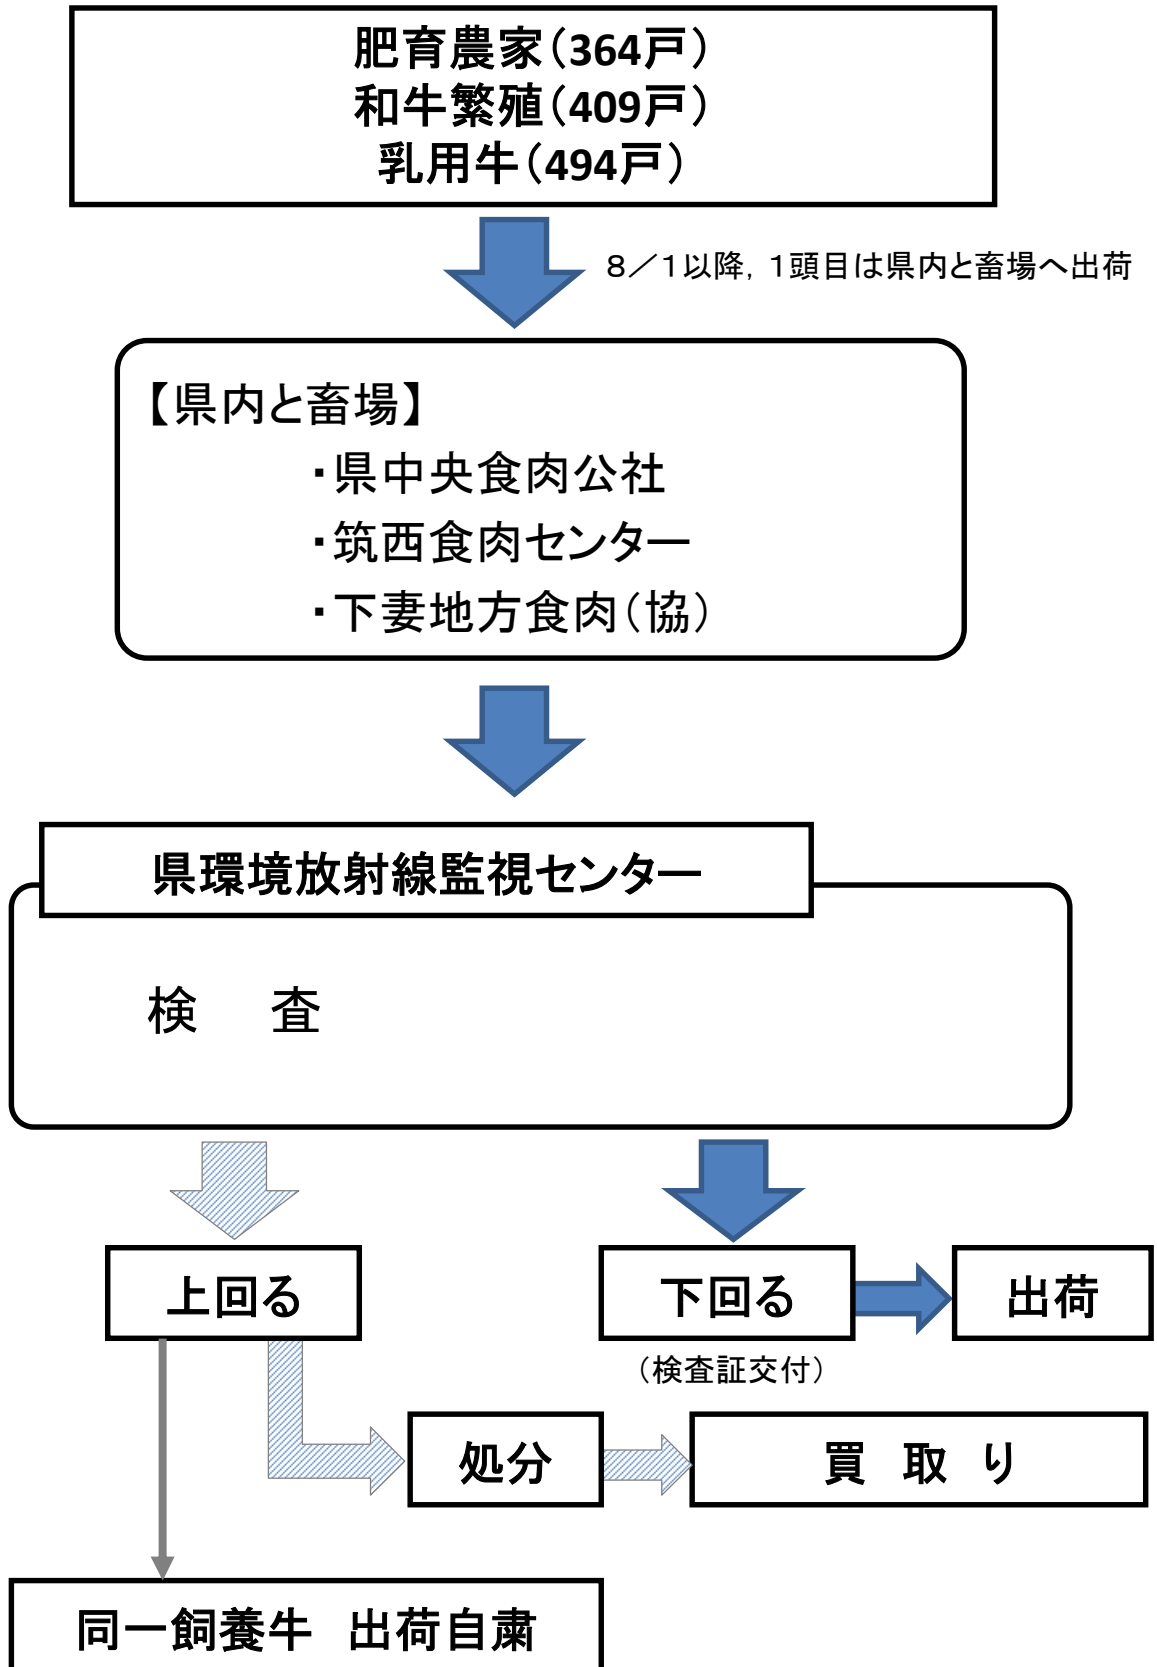 肥育農家（364戸）
和牛繁殖（409戸）
乳用牛（494戸）
８／１以降，１頭目は県内と畜場へ出荷
【県内と畜場】
・県中央食肉公社
・筑西食肉センター
・下妻地方食肉（協）
県環境放射線監視センター
検　査
上回る
下回る
出荷
（検査証交付）
処分
買　取　り
同一飼養牛　出荷自粛